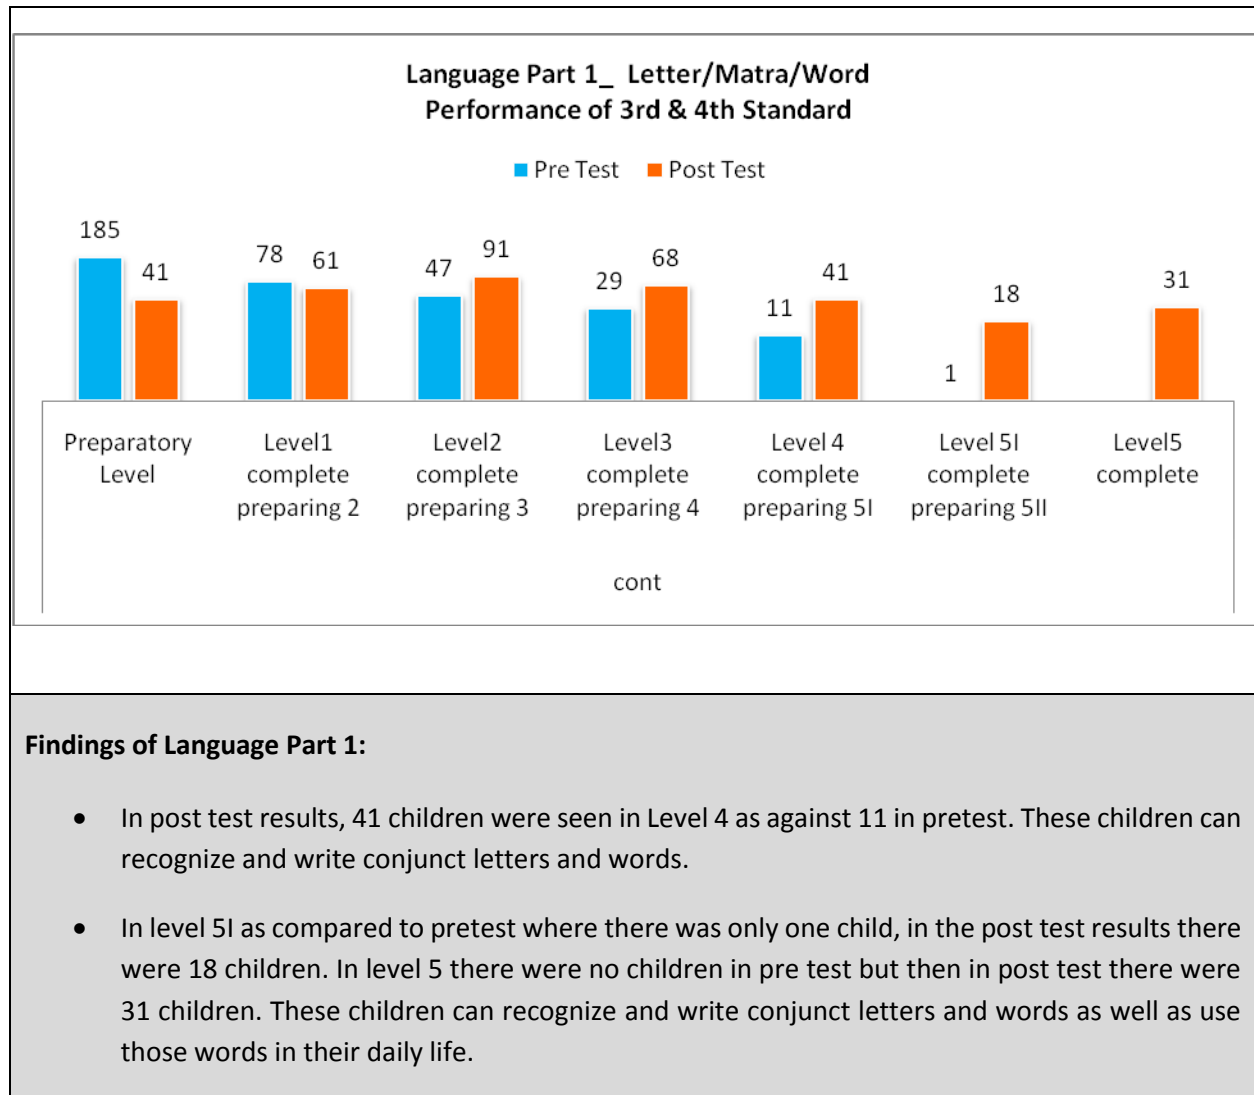 Language Part 1_  Letter/Matra/Word
Performance of 3rd & 4th Standard
Pre Test Post Test
185 41 78 61 47 91 29 68 11 41 1 18 31
Preparatory Level1 Level2 Level3 Level 4 Level 5I Level5
Level complete complete complete complete complete complete
preparing 2 preparing 3 preparing 4 preparing 5I preparing 5II
cont
Findings of Language Part 1:
• In post test results, 41 children were seen in Level 4 as against 11 in pretest. These children can
recognize and write conjunct letters and words.
• In level 5I as compared to pretest where there was only one child, in the post test results there
were 18 children. In level 5 there were no children in pre test but then in post test there were
31 children. These children can recognize and write conjunct letters and words as well as use
those words in their daily life.